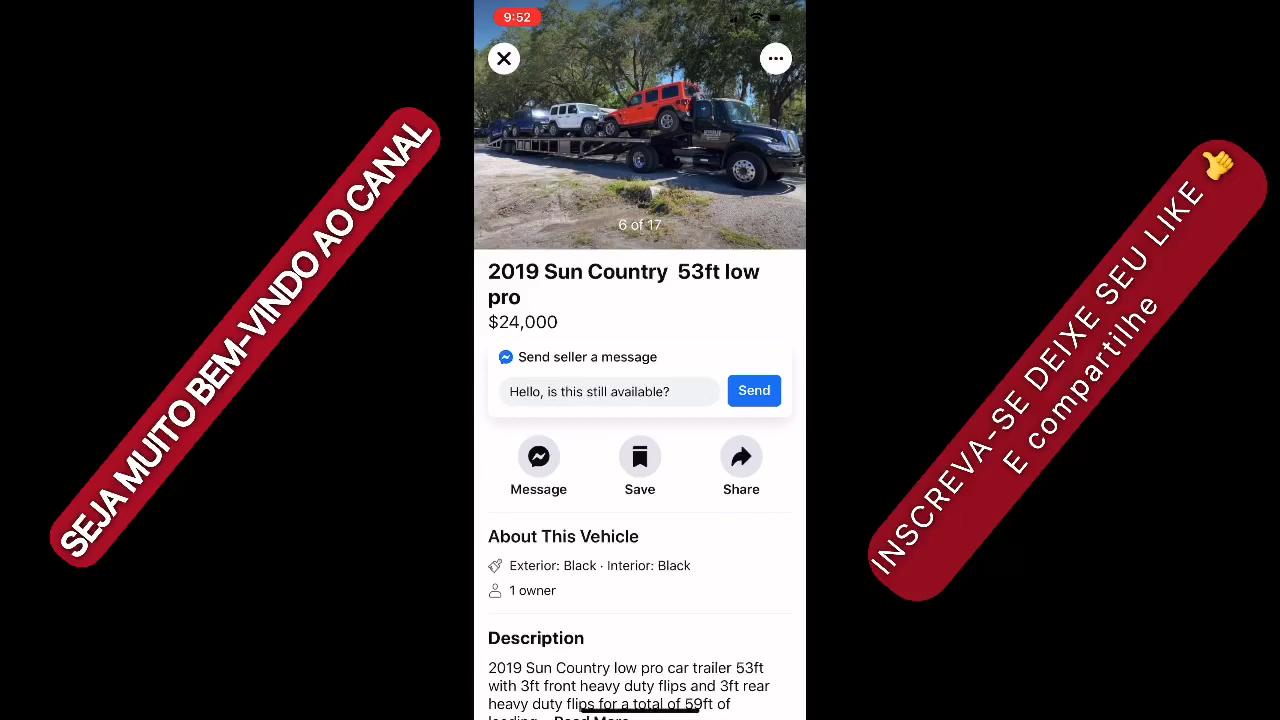 9:52
6 of 17
SEJA MUITO BEM-VINDO AO CANAL
INSCREVA-SE DEIXE SEU LIKE 👍
E compartilhe
2019 Sun Country 53ft low
pro
$24,000
Send seller a message
Hello, is this still available?
Send
Message
Save
Share
About This Vehicle
Exterior: Black · Interior: Black
1 owner
Description
2019 Sun Country low pro car trailer 53ft
with 3ft front heavy duty flips and 3ft rear
heavy duty flips for a total of 59ft of
loading... Read More